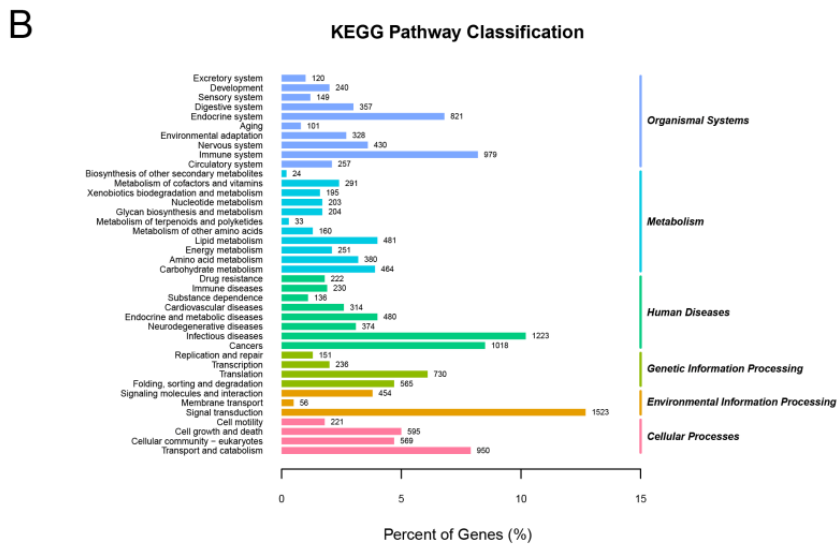 B
KEGG Pathway Classification
Excretory system 120
Development 240
Sensory system 149
Digestive system 357
Endocrine system 821
Aging 101
Environmental adaptation 328
Nervous system 430
Immune system 979
Circulatory system 257
Organismal Systems
Biosynthesis of other secondary metabolites 24
Metabolism of cofactors and vitamins 291
Xenobiotics biodegradation and metabolism 195
Nucleotide metabolism 203
Glycan biosynthesis and metabolism 204
Metabolism of terpenoids and polyketides 33
Metabolism of other amino acids 160
Lipid metabolism 481
Energy metabolism 251
Amino acid metabolism 380
Carbohydrate metabolism 464
Metabolism
Drug resistance 222
Immune diseases 230
Substance dependence 136
Cardiovascular diseases 314
Endocrine and metabolic diseases 480
Neurodegenerative diseases 374
Infectious diseases 1223
Cancers 1018
Human Diseases
Replication and repair 151
Transcription 236
Translation 730
Folding, sorting and degradation 565
Genetic Information Processing
Signaling molecules and interaction 454
Membrane transport 56
Signal transduction 1523
Environmental Information Processing
Cell motility 221
Cell growth and death 595
Cellular community − eukaryotes 569
Transport and catabolism 950
Cellular Processes
0 5 10 15
Percent of Genes (%)